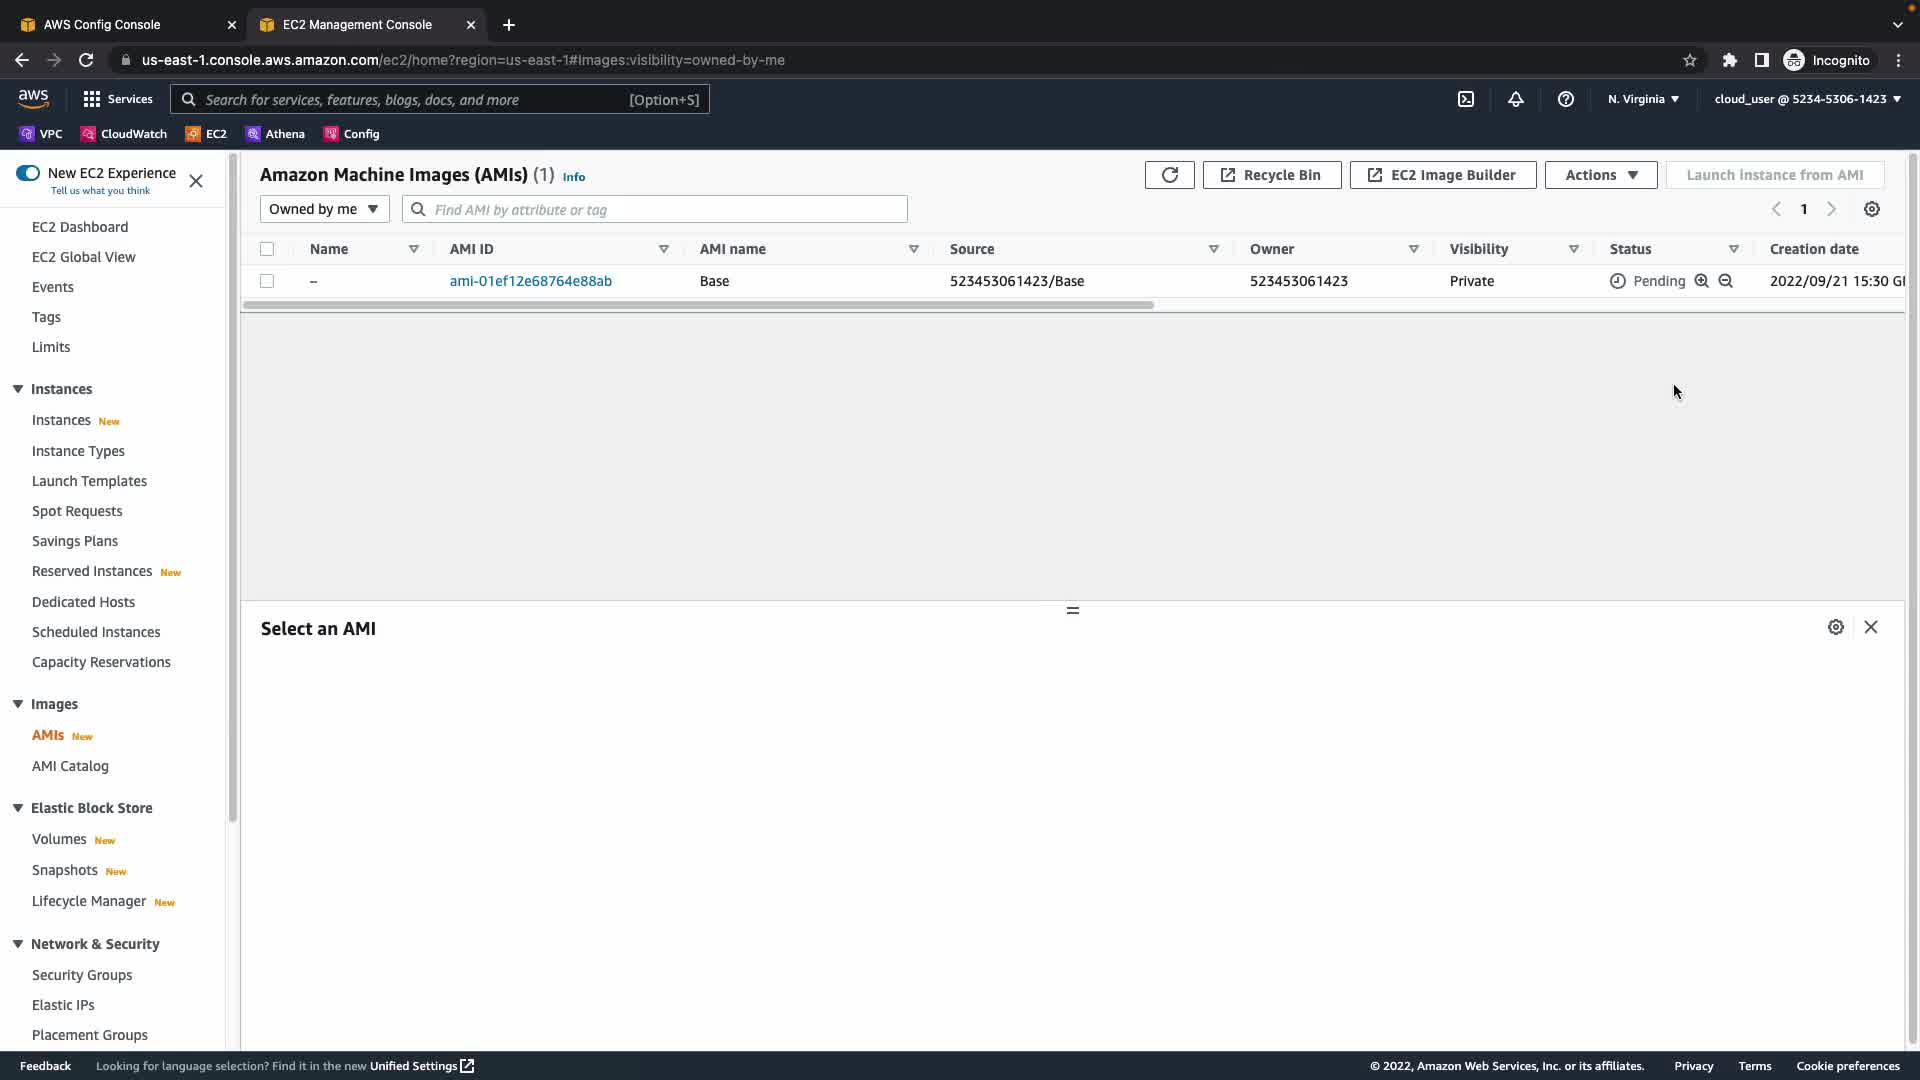 AWS Config Console
EC2 Management Console
us-east-1.console.aws.amazon.com/ec2/home?region=us-east-1#Images:visibility=owned-by-me
Incognito
aws
Services
Search for services, features, blogs, docs, and more
[Option+S]
N. Virginia
cloud_user @ 5234-5306-1423
VPC
CloudWatch
EC2
Athena
Config
New EC2 Experience
Tell us what you think
EC2 Dashboard
EC2 Global View
Events
Tags
Limits
Instances
Instances New
Instance Types
Launch Templates
Spot Requests
Savings Plans
Reserved Instances New
Dedicated Hosts
Scheduled Instances
Capacity Reservations
Images
AMIs New
AMI Catalog
Elastic Block Store
Volumes New
Snapshots New
Lifecycle Manager New
Network & Security
Security Groups
Elastic IPs
Placement Groups
Amazon Machine Images (AMIs) (1) Info
Recycle Bin
EC2 Image Builder
Actions
Launch instance from AMI
Owned by me
Find AMI by attribute or tag
1
Name AMI ID AMI name Source Owner Visibility Status Creation date
– ami-01ef12e68764e88ab Base 523453061423/Base 523453061423 Private Pending 2022/09/21 15:30 G
Select an AMI
Feedback
Looking for language selection? Find it in the new Unified Settings
© 2022, Amazon Web Services, Inc. or its affiliates.
Privacy
Terms
Cookie preferences